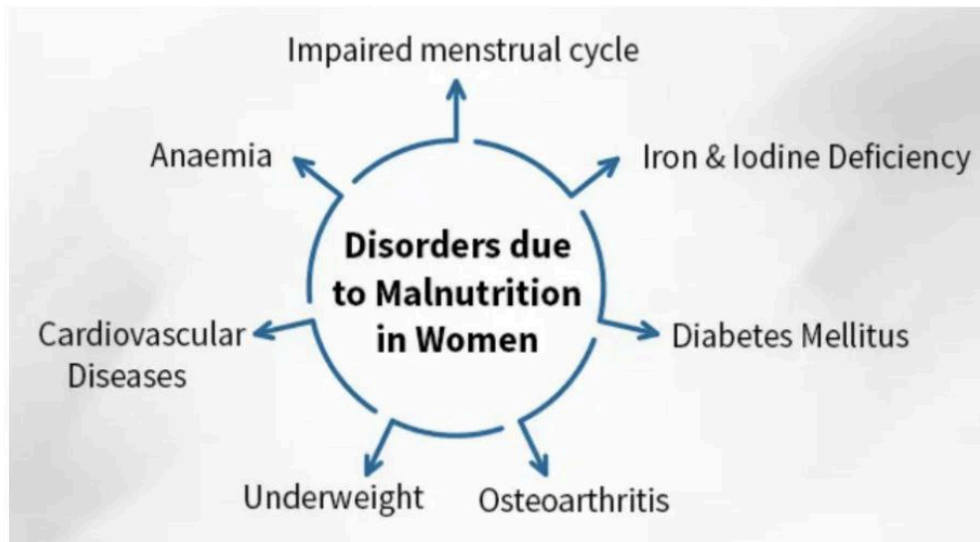 Impaired menstrual cycle
Anaemia
Iron & Iodine Deficiency
Disorders due
to Malnutrition
in Women
Cardiovascular
Diseases
Diabetes Mellitus
Underweight
Osteoarthritis